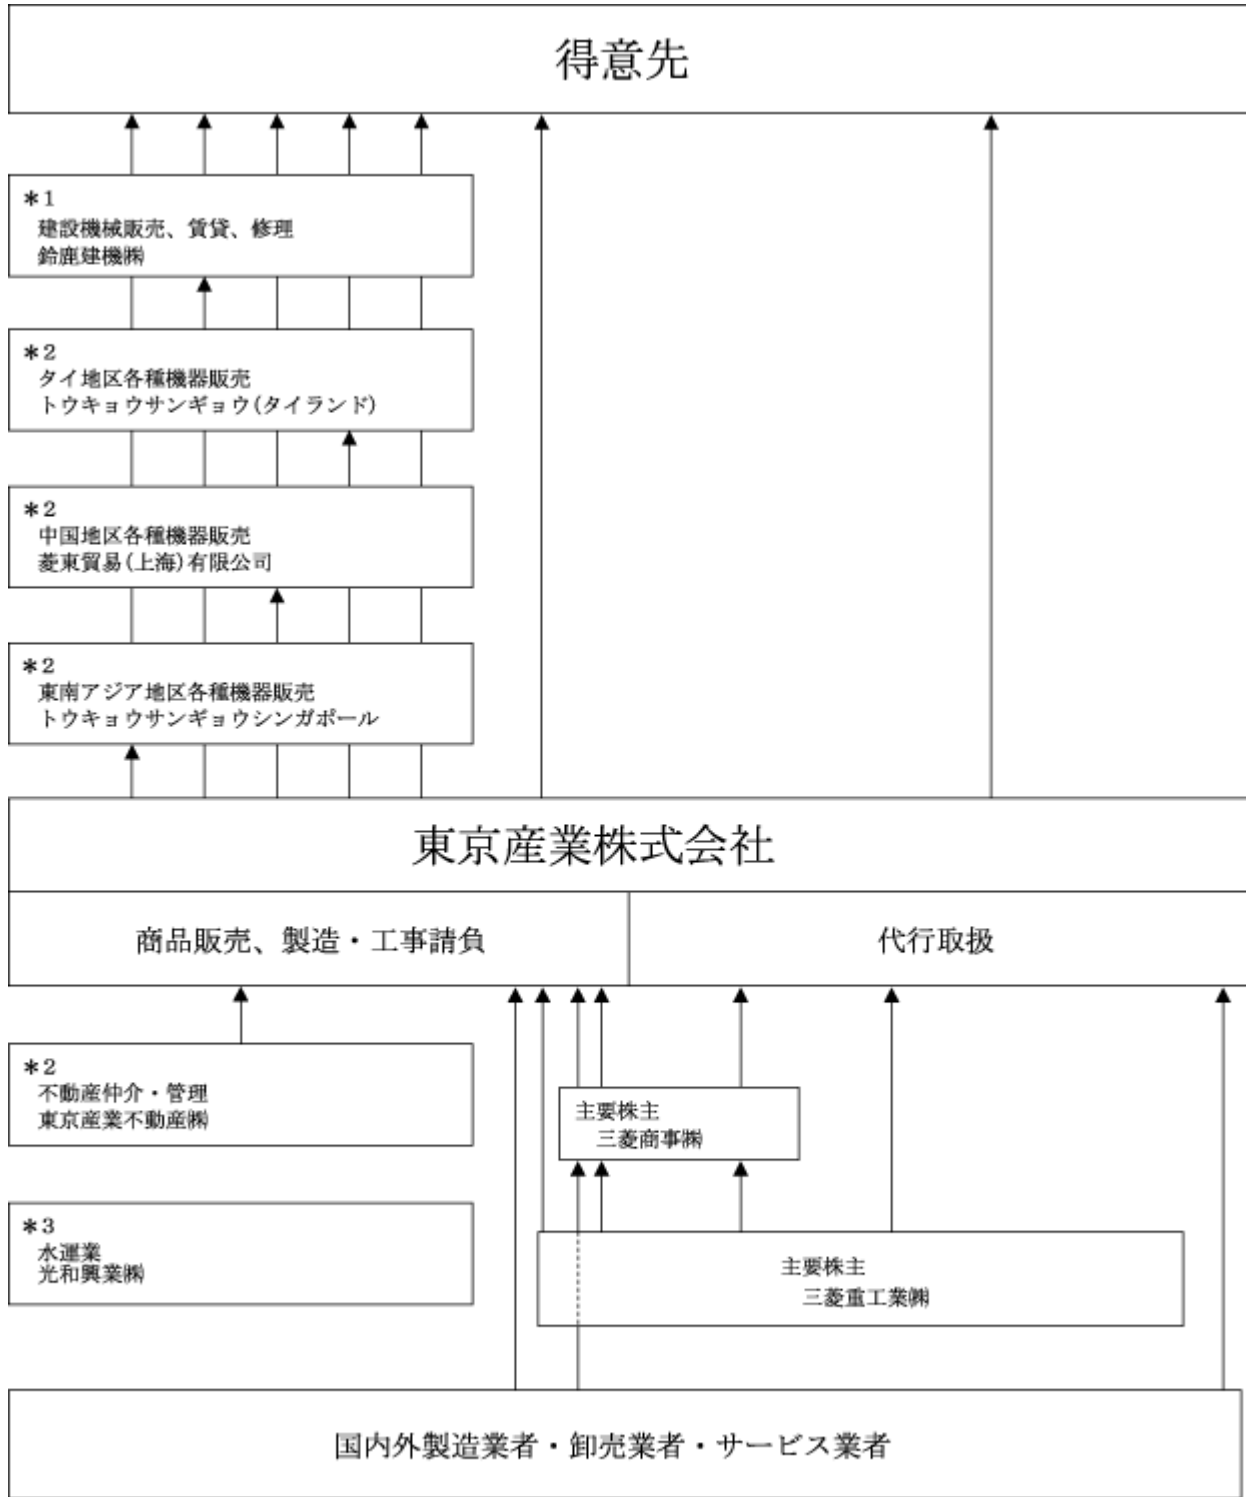 得意先
＊1
建設機械販売、賃貸、修理
鈴鹿建機㈱
＊2
タイ地区各種機器販売
トウキョウサンギョウ(タイランド)
＊2
中国地区各種機器販売
菱東貿易(上海)有限公司
＊2
東南アジア地区各種機器販売
トウキョウサンギョウシンガポール
東京産業株式会社
商品販売、製造・工事請負
代行取扱
＊2
不動産仲介・管理
東京産業不動産㈱
主要株主
三菱商事㈱
＊3
水運業
光和興業㈱
主要株主
三菱重工業㈱
国内外製造業者・卸売業者・サービス業者